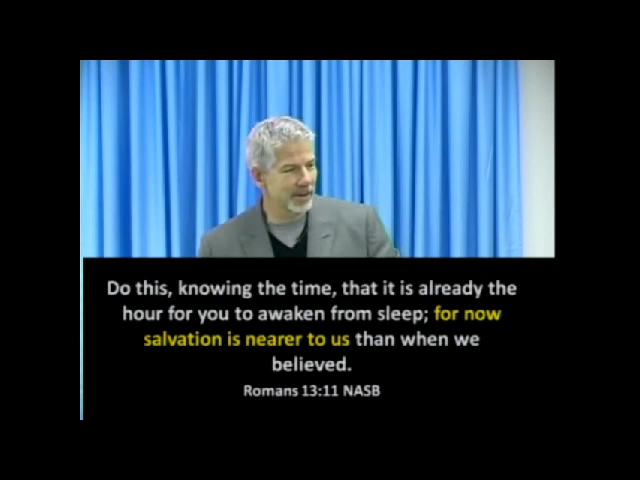 Do this, knowing the time, that it is already the
hour for you to awaken from sleep; for now
salvation is nearer to us than when we
believed.
Romans 13:11 NASB